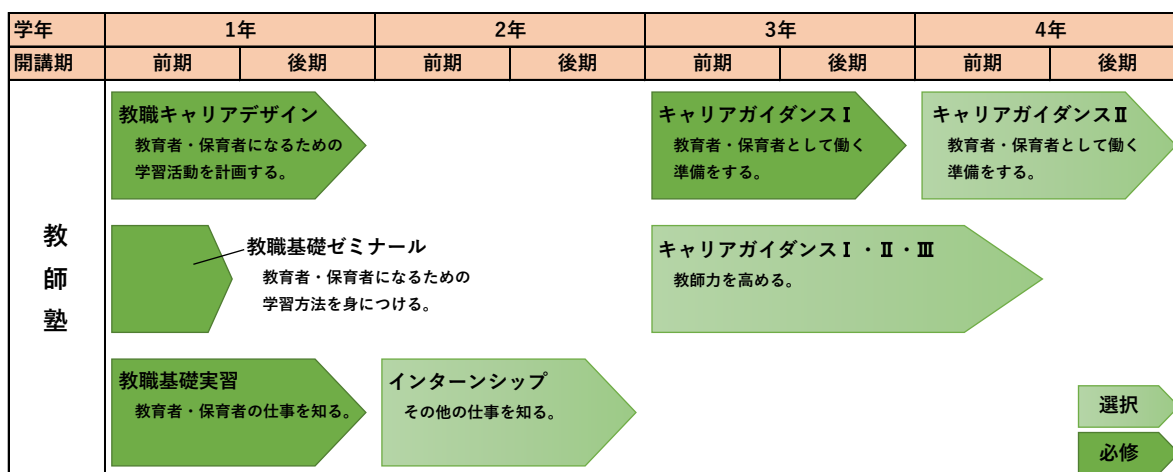 学年 1年 2年 3年 4年
開講期 前期 後期 前期 後期 前期 後期 前期 後期
教師塾
教職キャリアデザイン
教育者・保育者になるための
学習活動を計画する。
キャリアガイダンスⅠ
教育者・保育者として働く
準備をする。
キャリアガイダンスⅡ
教育者・保育者として働く
準備をする。
教職基礎ゼミナール
教育者・保育者になるための
学習方法を身につける。
キャリアガイダンスⅠ・Ⅱ・Ⅲ
教師力を高める。
教職基礎実習
教育者・保育者の仕事を知る。
インターンシップ
その他の仕事を知る。
選択
必修